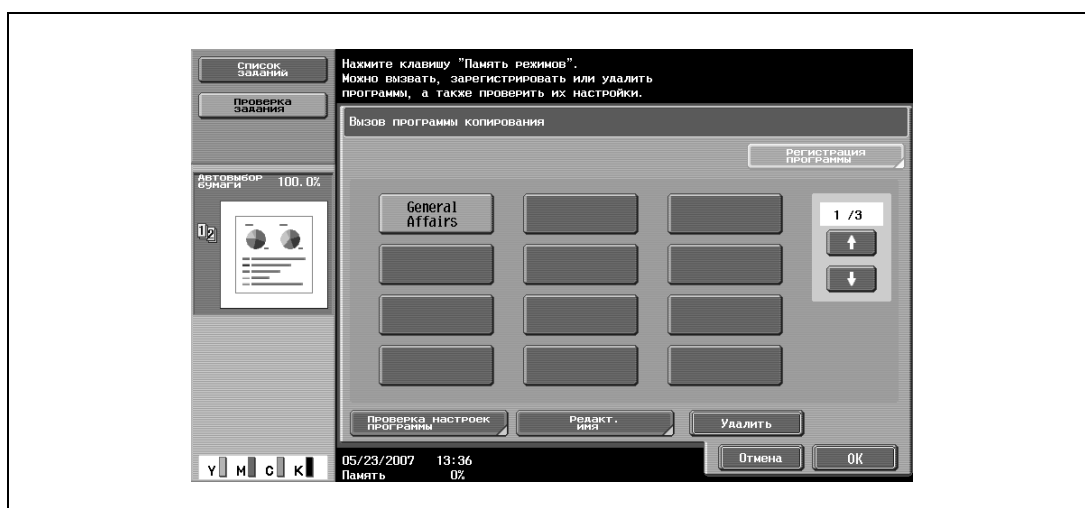 Список
заданий
Проверка
задания
Нажмите клавишу "Память режимов".
Можно вызвать, зарегистрировать или удалить
программы, а также проверить их настройки.
Вызов программы копирования
Регистрация
программы
Автовыбор
бумаги 100.0%
12
General
Affairs
1 /3
Проверка настроек
программы
Редакт.
имя
Удалить
Отмена
OK
Y M C K
05/23/2007 13:36
Память 0%